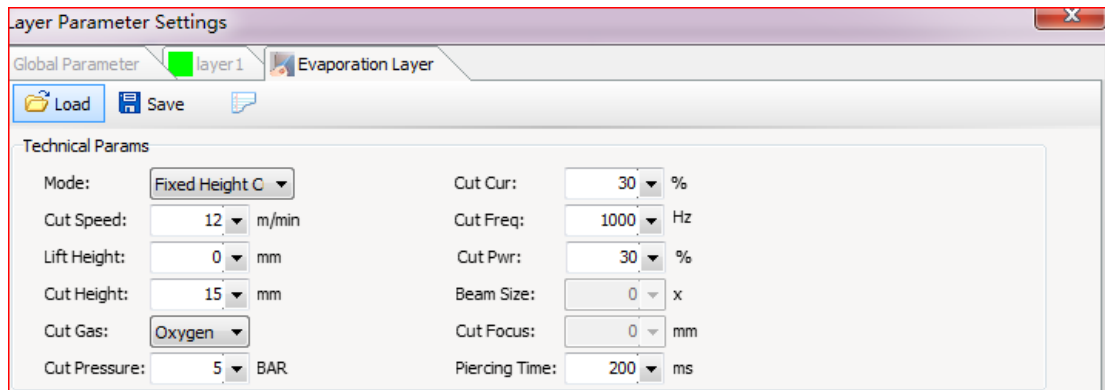 Layer Parameter Settings
Global Parameter layer1 Evaporation Layer
Load Save
Technical Params
Mode: Fixed Height C Cut Cur: 30 %
Cut Speed: 12 m/min Cut Freq: 1000 Hz
Lift Height: 0 mm Cut Pwr: 30 %
Cut Height: 15 mm Beam Size: 0 x
Cut Gas: Oxygen Cut Focus: 0 mm
Cut Pressure: 5 BAR Piercing Time: 200 ms